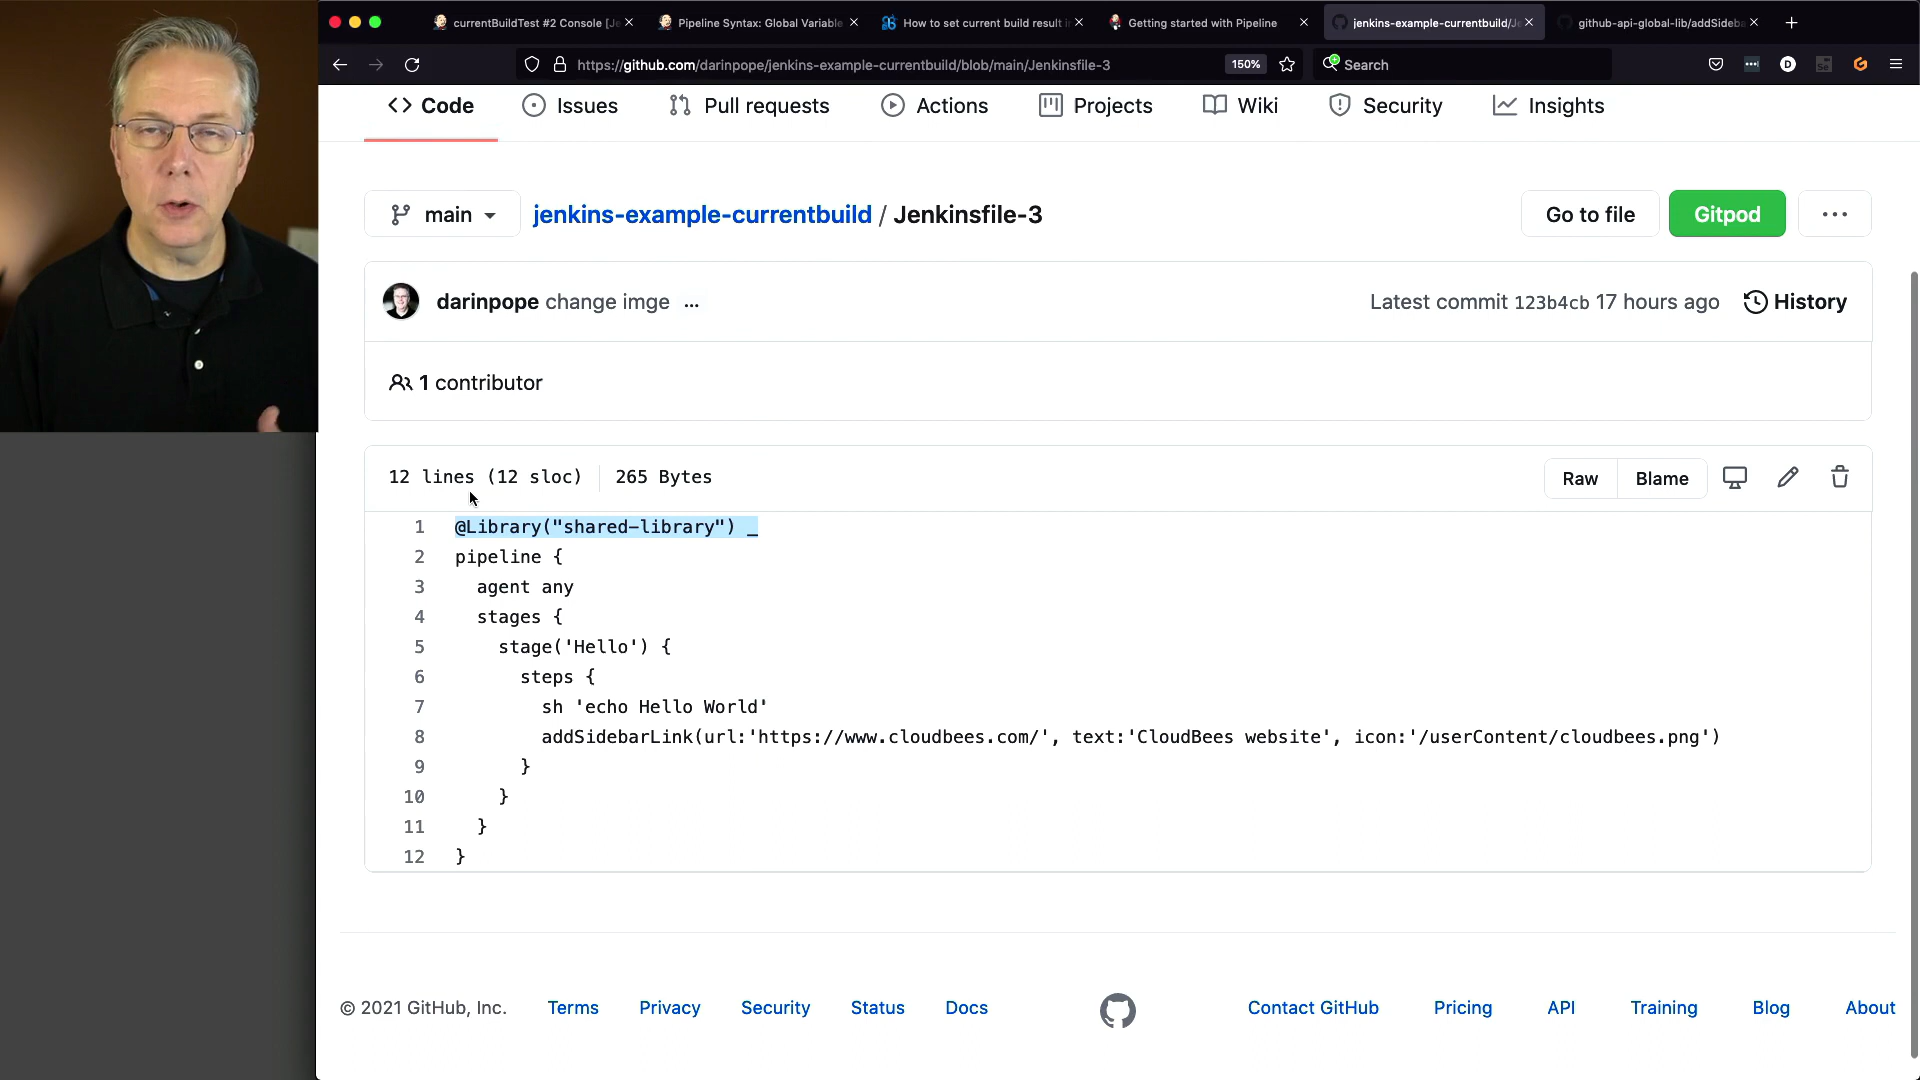 currentBuildTest #2 Console [Je
Pipeline Syntax: Global Variable
How to set current build result in
Getting started with Pipeline
jenkins-example-currentbuild/Je
github-api-global-lib/addSideba
https://github.com/darinpope/jenkins-example-currentbuild/blob/main/Jenkinsfile-3
150%
Search
Code
Issues
Pull requests
Actions
Projects
Wiki
Security
Insights
main
jenkins-example-currentbuild / Jenkinsfile-3
Go to file
Gitpod
...
darinpope change imge ...
Latest commit 123b4cb 17 hours ago
History
1 contributor
12 lines (12 sloc)
265 Bytes
Raw
Blame
1 @Library("shared-library") _
2 pipeline {
3 agent any
4 stages {
5 stage('Hello') {
6 steps {
7 sh 'echo Hello World'
8 addSidebarLink(url:'https://www.cloudbees.com/', text:'CloudBees website', icon:'/userContent/cloudbees.png')
9 }
10 }
11 }
12 }
© 2021 GitHub, Inc.
Terms
Privacy
Security
Status
Docs
Contact GitHub
Pricing
API
Training
Blog
About